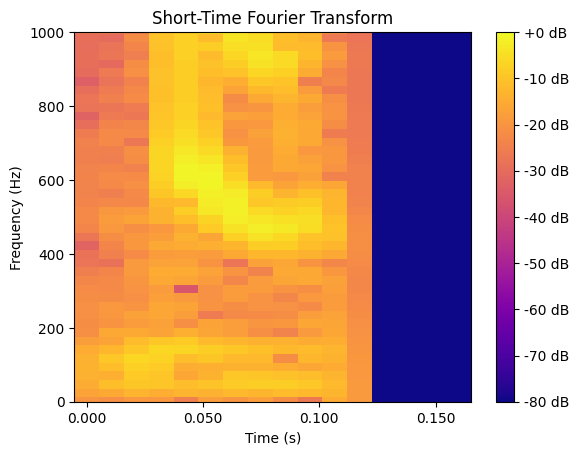 Short-Time Fourier Transform
1000
800
600
400
200
0
Frequency (Hz)
0.000
0.050
0.100
0.150
Time (s)
+0 dB
-10 dB
-20 dB
-30 dB
-40 dB
-50 dB
-60 dB
-70 dB
-80 dB